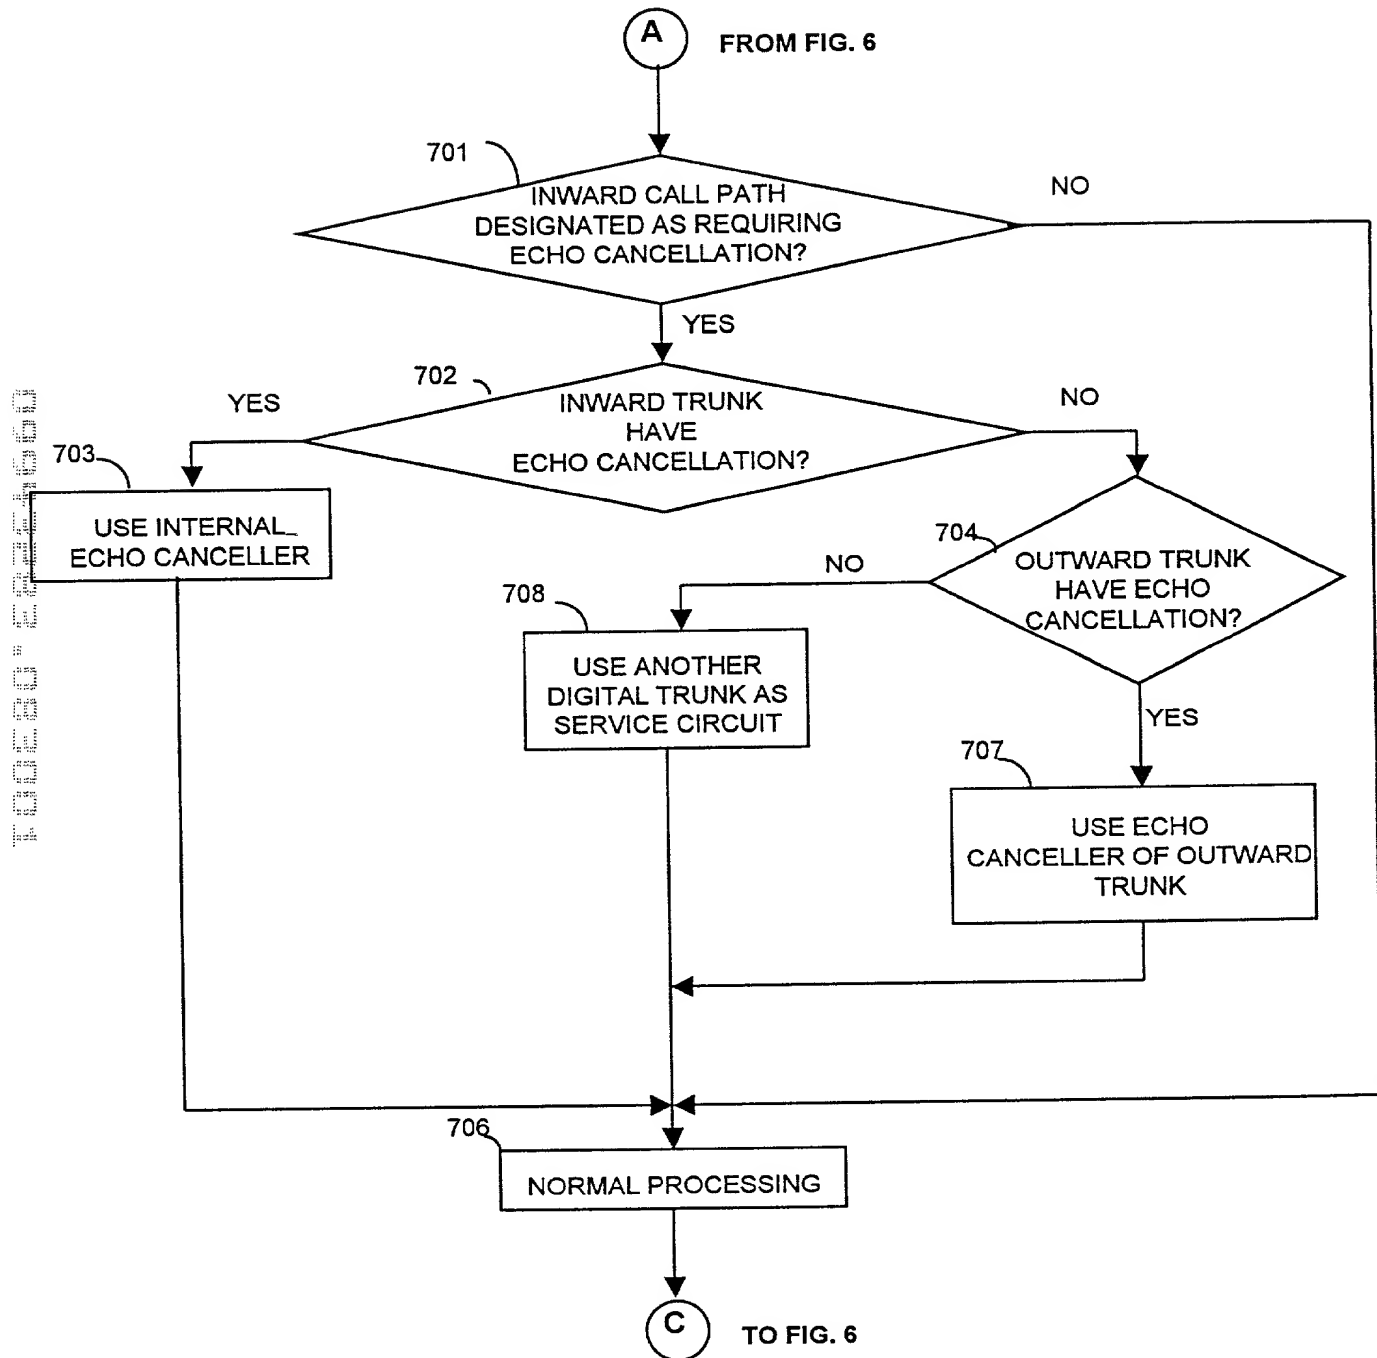 A
FROM FIG. 6
701
INWARD CALL PATH
DESIGNATED AS REQUIRING
ECHO CANCELLATION?
NO
YES
702
INWARD TRUNK
HAVE
ECHO CANCELLATION?
YES
NO
703
USE INTERNAL
ECHO CANCELLER
704
OUTWARD TRUNK
HAVE ECHO
CANCELLATION?
NO
708
USE ANOTHER
DIGITAL TRUNK AS
SERVICE CIRCUIT
YES
707
USE ECHO
CANCELLER OF OUTWARD
TRUNK
706
NORMAL PROCESSING
C
TO FIG. 6